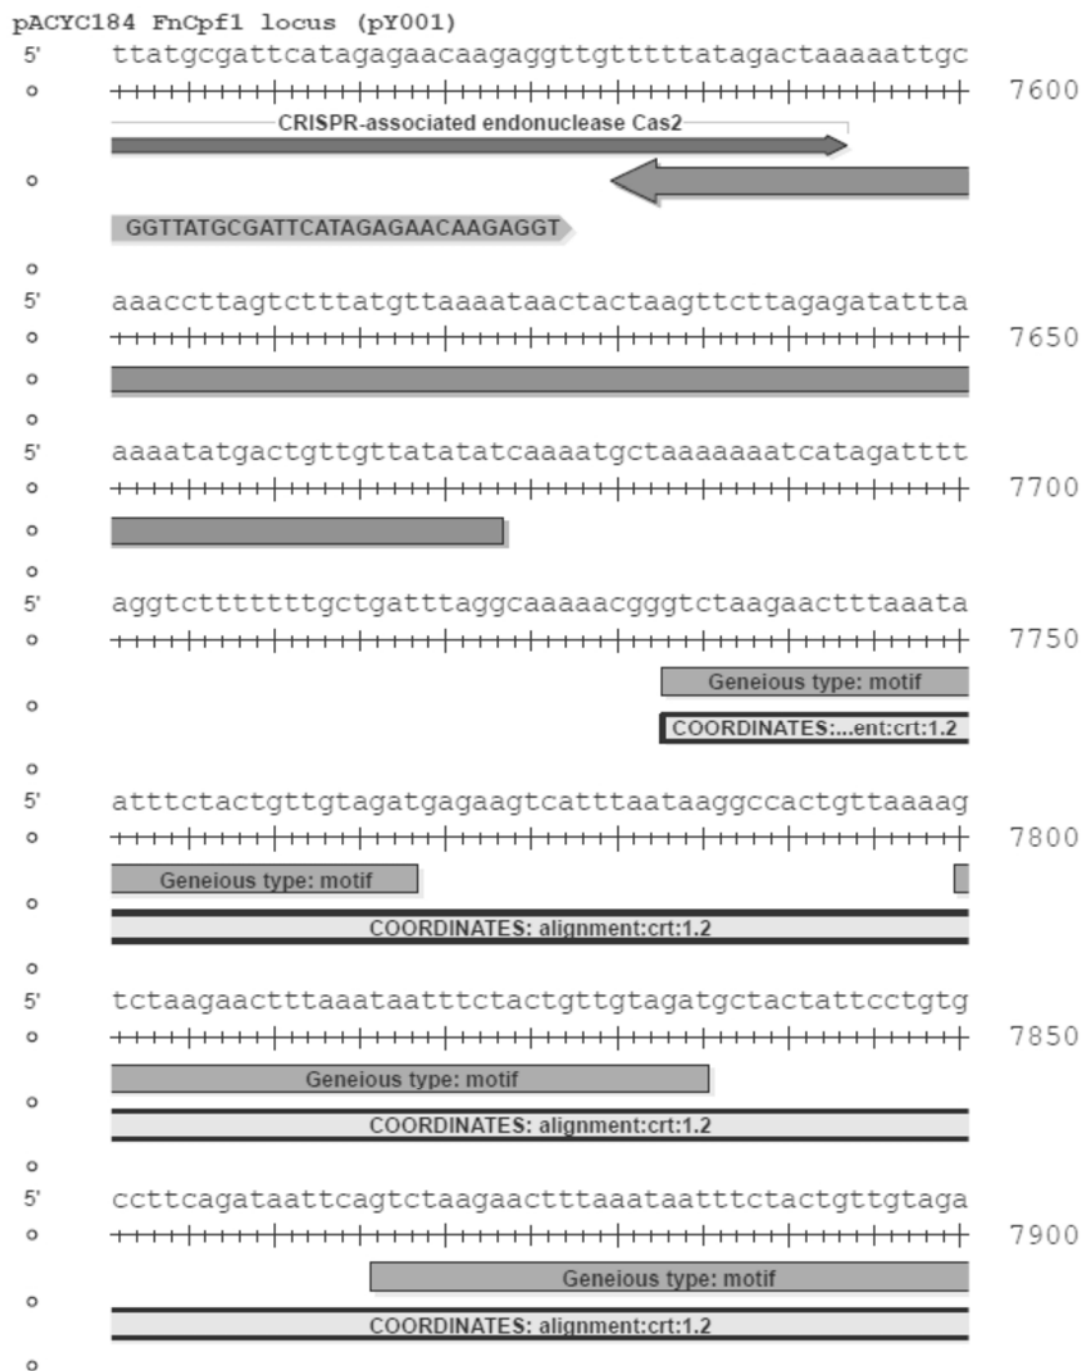 pACYC184 FnCpf1 locus (pY001)
5' ttatgcgattcatagagaacaagaggttgtttttatagactaaaaattgc
7600
CRISPR-associated endonuclease Cas2
GGTTATGCGATTCATAGAGAACAAGAGGT
5' aaaccttagtctttatgttaaaataactactaagttcttagagatattta
7650
5' aaaatatgactgttgttatatatcaaaatgctaaaaaaatcatagatttt
7700
5' aggtctttttttgctgatttaggcaaaaacgggtctaagaactttaaata
7750
Geneious type: motif
COORDINATES:...ent:crt:1.2
5' atttctactgttgtagatgagaagtcatttaataaggccactgttaaaag
7800
Geneious type: motif
COORDINATES: alignment:crt:1.2
5' tctaagaactttaaataatttctactgttgtagatgctactattcctgtg
7850
Geneious type: motif
COORDINATES: alignment:crt:1.2
5' ccttcagataattcagtctaagaactttaaataatttctactgttgtaga
7900
Geneious type: motif
COORDINATES: alignment:crt:1.2